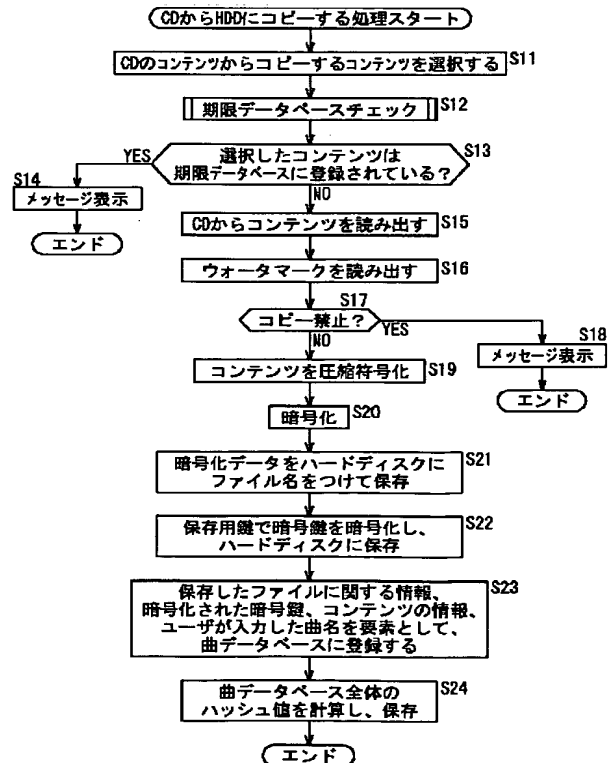 CDからHDDにコピーする処理スタート
CDのコンテンツからコピーするコンテンツを選択する
S11
期限データベースチェック
S12
選択したコンテンツは
期限データベースに登録されている？
S13
YES
S14
メッセージ表示
エンド
NO
CDからコンテンツを読み出す
S15
ウォータマークを読み出す
S16
S17
コピー禁止？
YES
S18
メッセージ表示
エンド
NO
コンテンツを圧縮符号化
S19
暗号化
S20
暗号化データをハードディスクに
ファイル名をつけて保存
S21
保存用鍵で暗号鍵を暗号化し、
ハードディスクに保存
S22
保存したファイルに関する情報、
暗号化された暗号鍵、コンテンツの情報、
ユーザが入力した曲名を要素として、
曲データベースに登録する
S23
曲データベース全体の
ハッシュ値を計算し、保存
S24
エンド